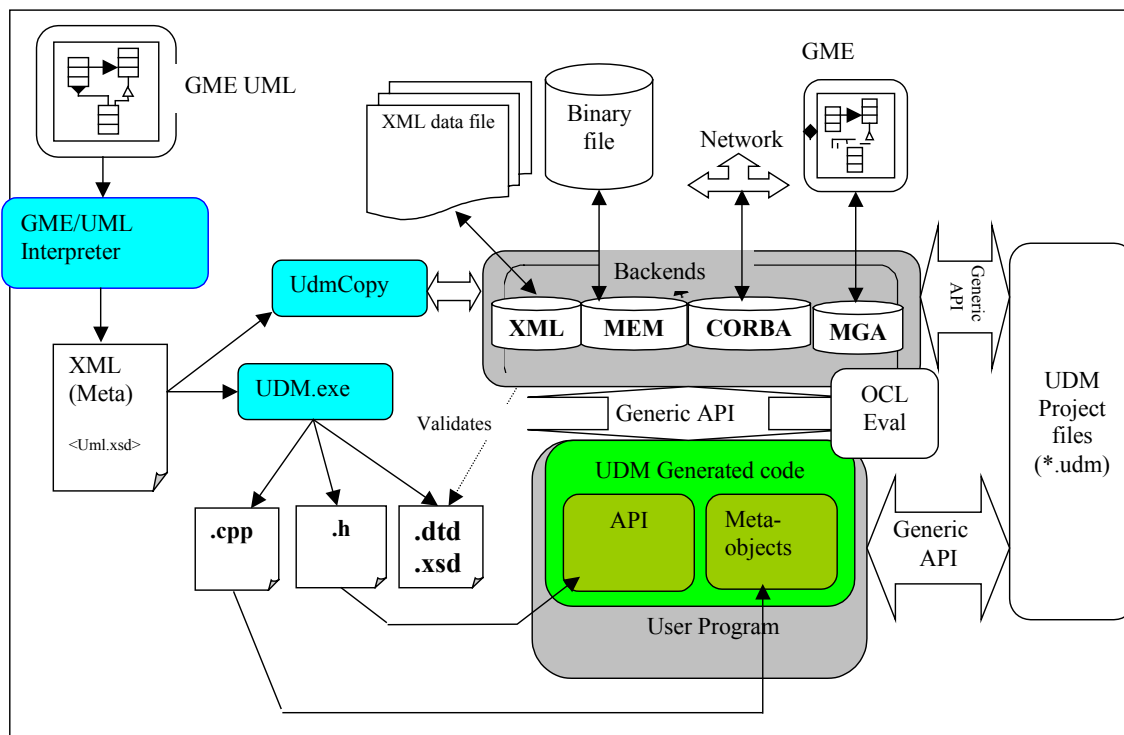 GME UML
GME
XML data file
Binary
file
Network
GME/UML
Interpreter
UdmCopy
Backends
XML
MEM
CORBA
MGA
Generic
API
XML
(Meta)
<Uml.xsd>
UDM.exe
Validates
Generic API
OCL
Eval
UDM
Project
files
(*.udm)
UDM Generated code
API
Meta-
objects
.cpp
.h
.dtd
.xsd
Generic
API
User Program